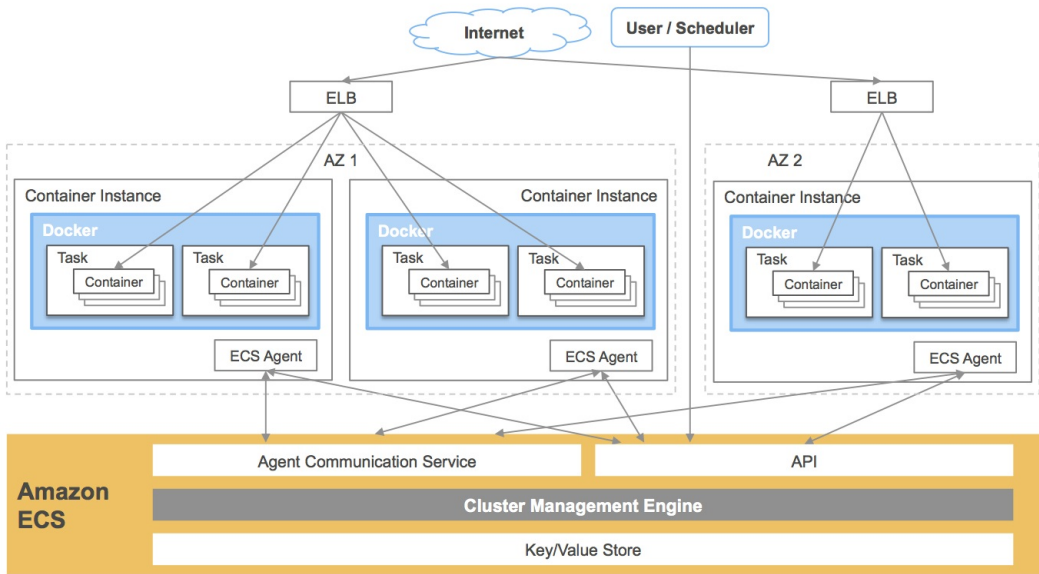 Internet
User / Scheduler
ELB
ELB
AZ 1
AZ 2
Container Instance
Docker
Task
Container
Task
Container
ECS Agent
Container Instance
Docker
Task
Container
Task
Container
ECS Agent
Container Instance
Docker
Task
Container
Task
Container
ECS Agent
Amazon
ECS
Agent Communication Service
API
Cluster Management Engine
Key/Value Store